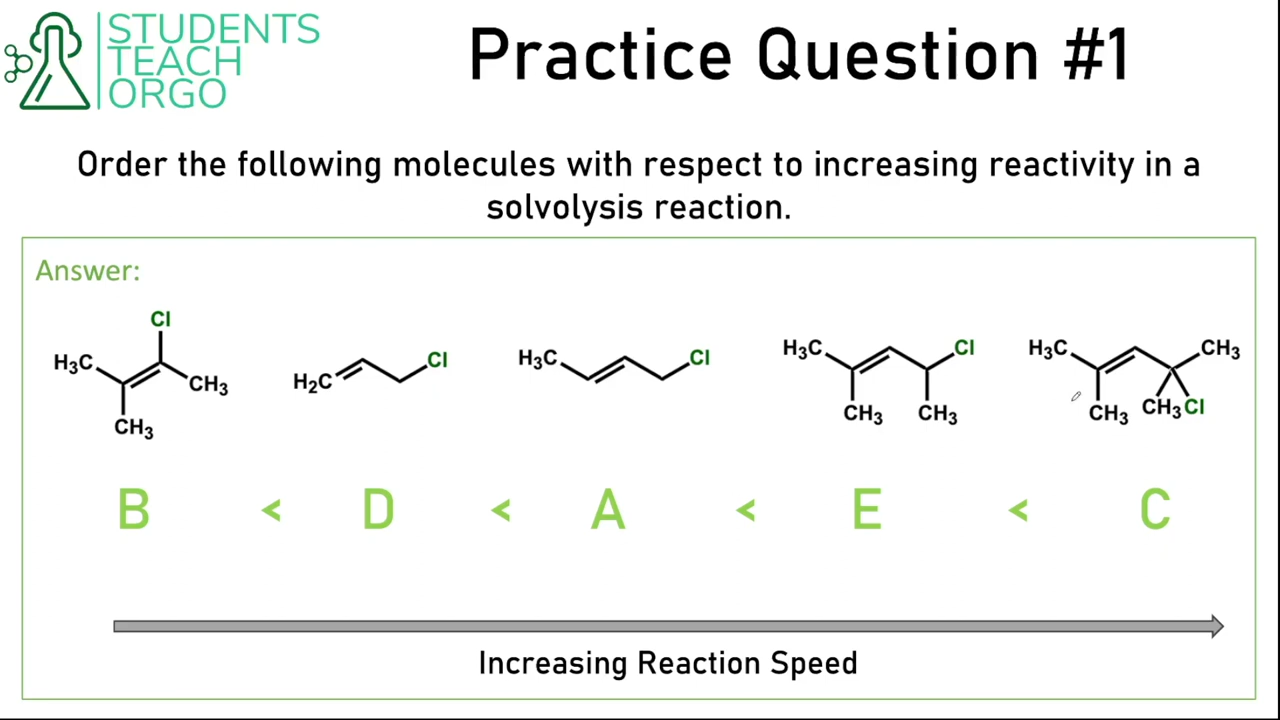 STUDENTS
TEACH
ORGO
Practice Question #1
Order the following molecules with respect to increasing reactivity in a
solvolysis reaction.
Answer:
Cl
H₃C
CH₃
CH₃
H₂C
Cl
H₃C
Cl
H₃C
Cl
CH₃
CH₃
H₃C
CH₃
CH₃
CH₃
Cl
B < D < A < E < C
Increasing Reaction Speed